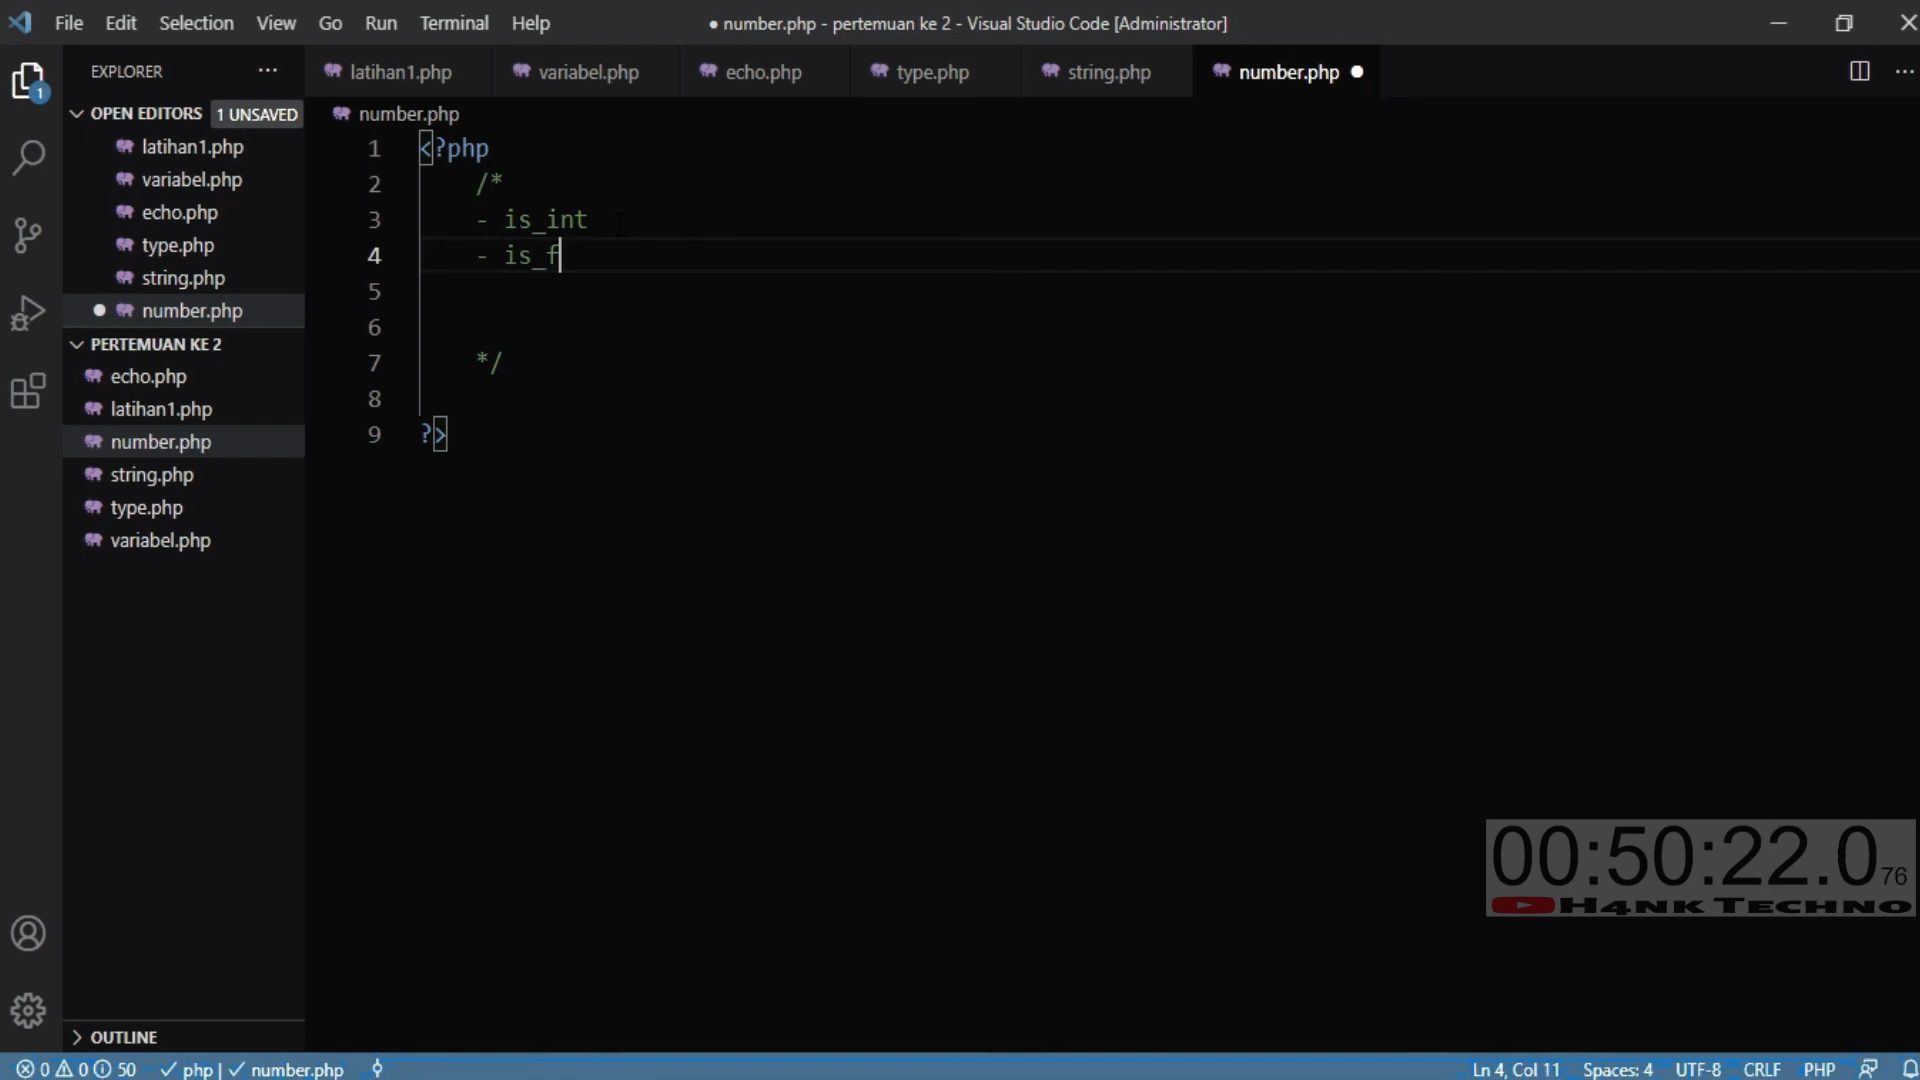 File Edit Selection View Go Run Terminal Help ● number.php - pertemuan ke 2 - Visual Studio Code [Administrator]
EXPLORER ...
latihan1.php variabel.php echo.php type.php string.php number.php ●
OPEN EDITORS 1 UNSAVED
latihan1.php
variabel.php
echo.php
type.php
string.php
number.php
PERTEMUAN KE 2
echo.php
latihan1.php
number.php
string.php
type.php
variabel.php
OUTLINE
1
number.php
1 <?php
2 /*
3 - is_int
4 - is_f
5
6
7 */
8
9 ?>
00:50:22.076
H4NK TECHNO
0 0 50 ✓ php | ✓ number.php
Ln 4, Col 11 Spaces: 4 UTF-8 CRLF PHP